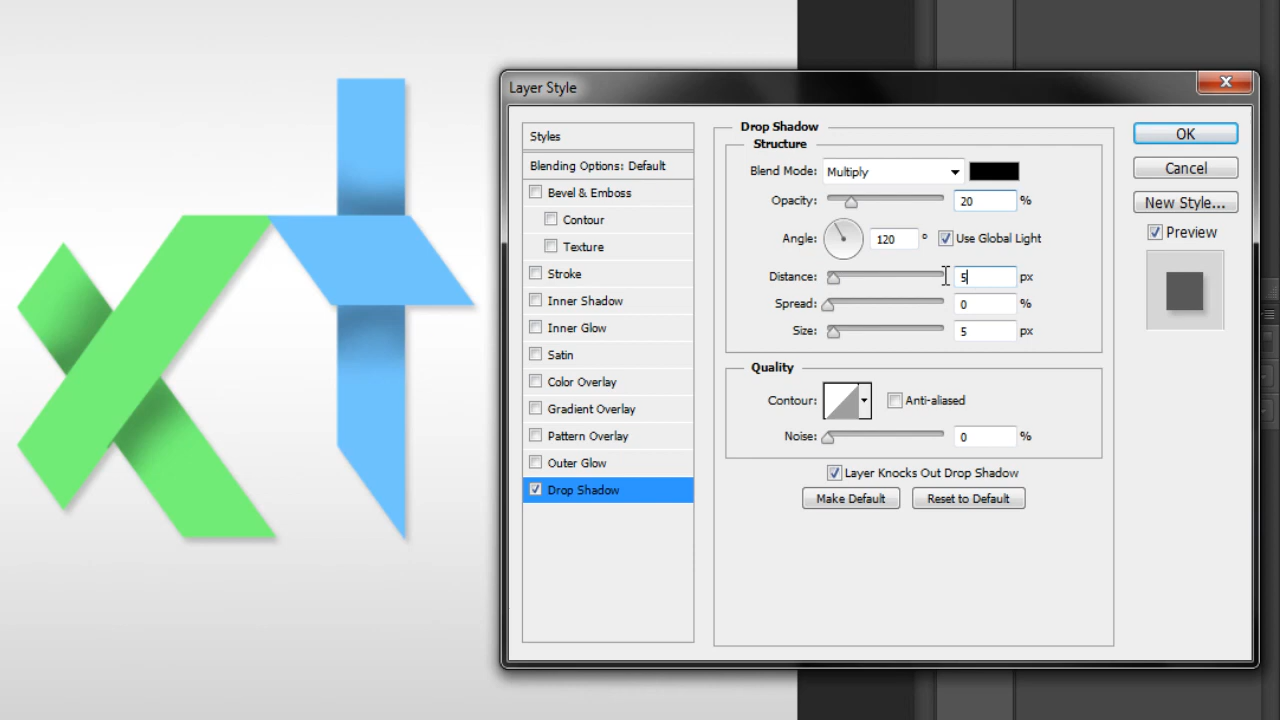 Layer Style
Styles
Blending Options: Default
Bevel & Emboss
Contour
Texture
Stroke
Inner Shadow
Inner Glow
Satin
Color Overlay
Gradient Overlay
Pattern Overlay
Outer Glow
Drop Shadow
Drop Shadow
Structure
Blend Mode: Multiply
Opacity: 20 %
Angle: 120 ° Use Global Light
Distance: 5 px
Spread: 0 %
Size: 5 px
Quality
Contour: Anti-aliased
Noise: 0 %
Layer Knocks Out Drop Shadow
Make Default Reset to Default
OK
Cancel
New Style...
Preview